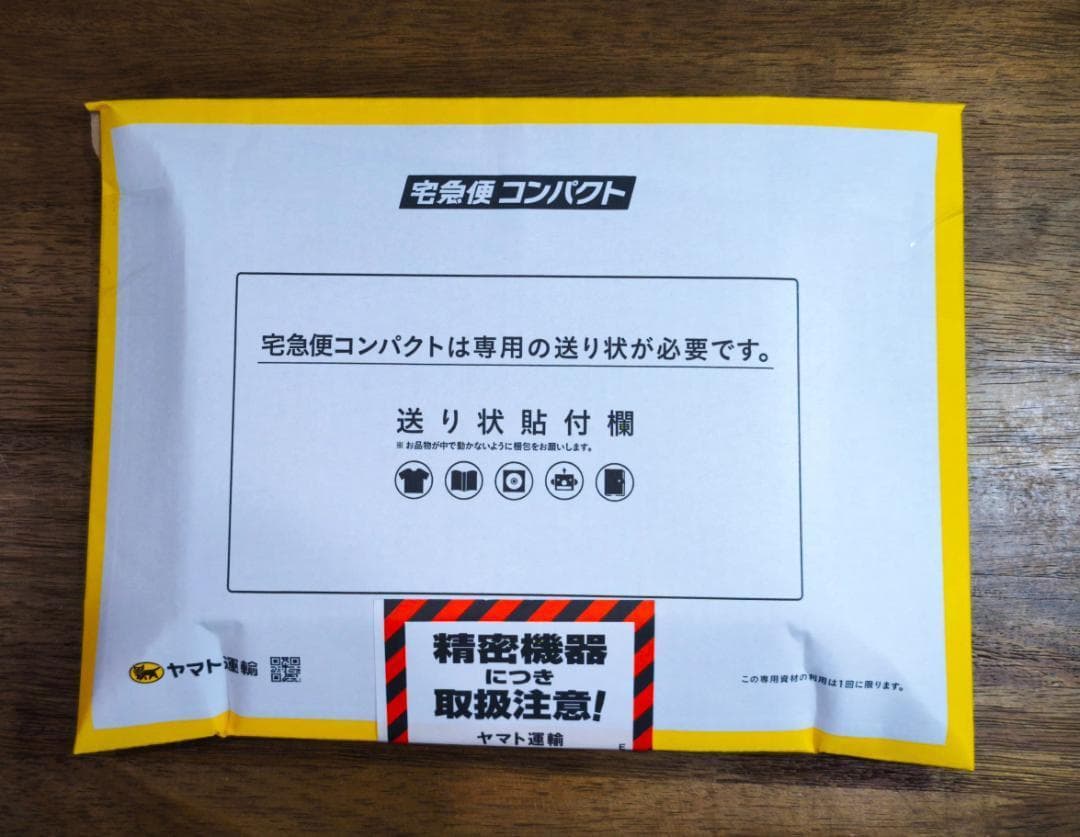 宅急便 コンパクト
宅急便コンパクトは専用の送り状が必要です。
送り状貼付欄
※お品物が中で動かないように梱包をお願いします。
ヤマト運輸
この専用資材の利用は1回に限ります。
精密機器
につき
取扱注意!
ヤマト運輸
E